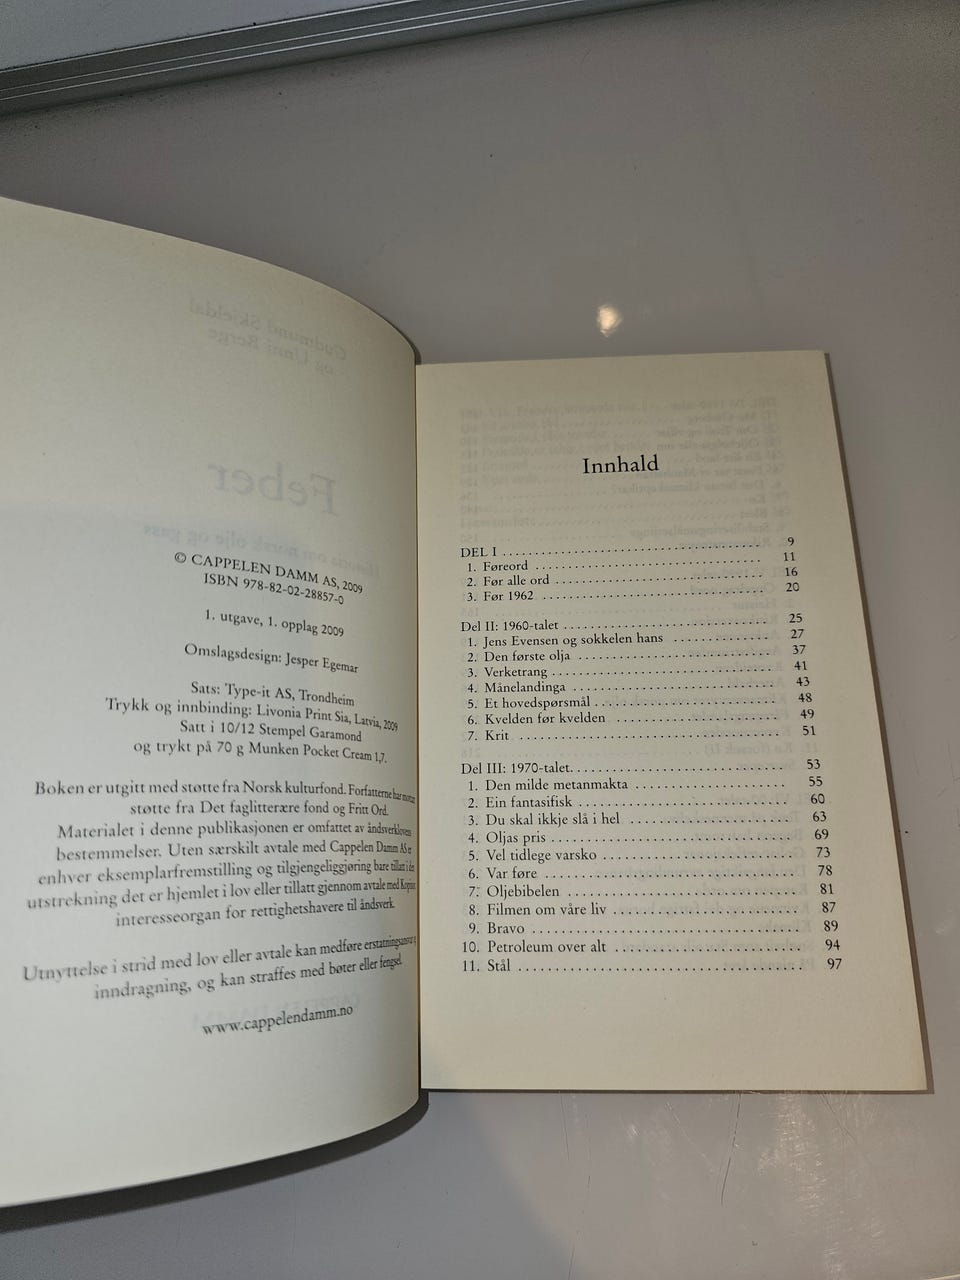 © CAPPELEN DAMM AS, 2009
ISBN 978-82-02-28857-0
1. utgave, 1. opplag 2009
Omslagsdesign: Jesper Egemar
Sats: Type-it AS, Trondheim
Trykk og innbinding: Livonia Print Sia, Latvia, 2009
Satt i 10/12 Stempel Garamond
og trykt på 70 g Munken Pocket Cream 1,7.
Boken er utgitt med støtte fra Norsk kulturfond. Forfatterne har
støtte fra Det faglitterære fond og Fritt Ord.
Materialet i denne publikasjonen er omfattet av åndsverklovens
bestemmelser. Uten særskilt avtale med Cappelen Damm AS er
enhver eksemplarfremstilling og tilgjengeliggjøring bare tillatt i den
utstrekning det er hjemlet i lov eller tillatt gjennom avtale med
interesseorgan for rettighetshavere til åndsverk.
Utnyttelse i strid med lov eller avtale kan medføre
inndragning, og kan straffes med bøter eller fengsel.
www.cappelendamm.no
Innhald
DEL I 9
1. Føreord 11
2. Før alle ord 16
3. Før 1962 20
Del II: 1960-talet 25
1. Jens Evensen og sokkelen hans 27
2. Den første olja 37
3. Verketrang 41
4. Månelandinga 43
5. Et hovedspørsmål 48
6. Kvelden før kvelden 49
7. Krit 51
Del III: 1970-talet. 53
1. Den milde metanmakta 55
2. Ein fantasifisk 60
3. Du skal ikkje slå i hel 63
4. Oljas pris 69
5. Vel tidlege varsko 73
6. Var føre 78
7. Oljebibelen 81
8. Filmen om våre liv 87
9. Bravo 89
10. Petroleum over alt 94
11. Stål 97